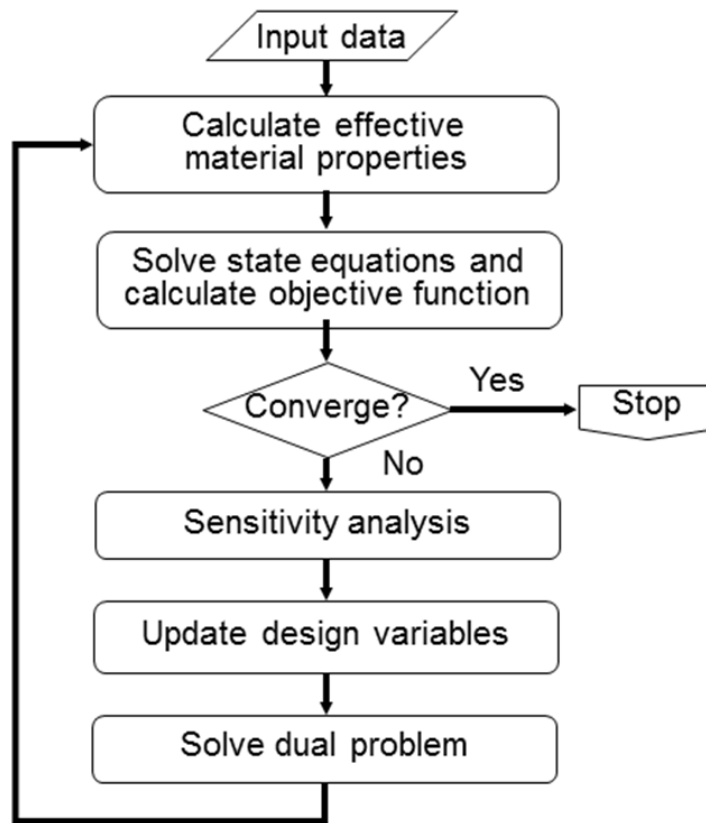 Input data
Calculate effective
material properties
Solve state equations and
calculate objective function
Converge?
Yes
Stop
No
Sensitivity analysis
Update design variables
Solve dual problem